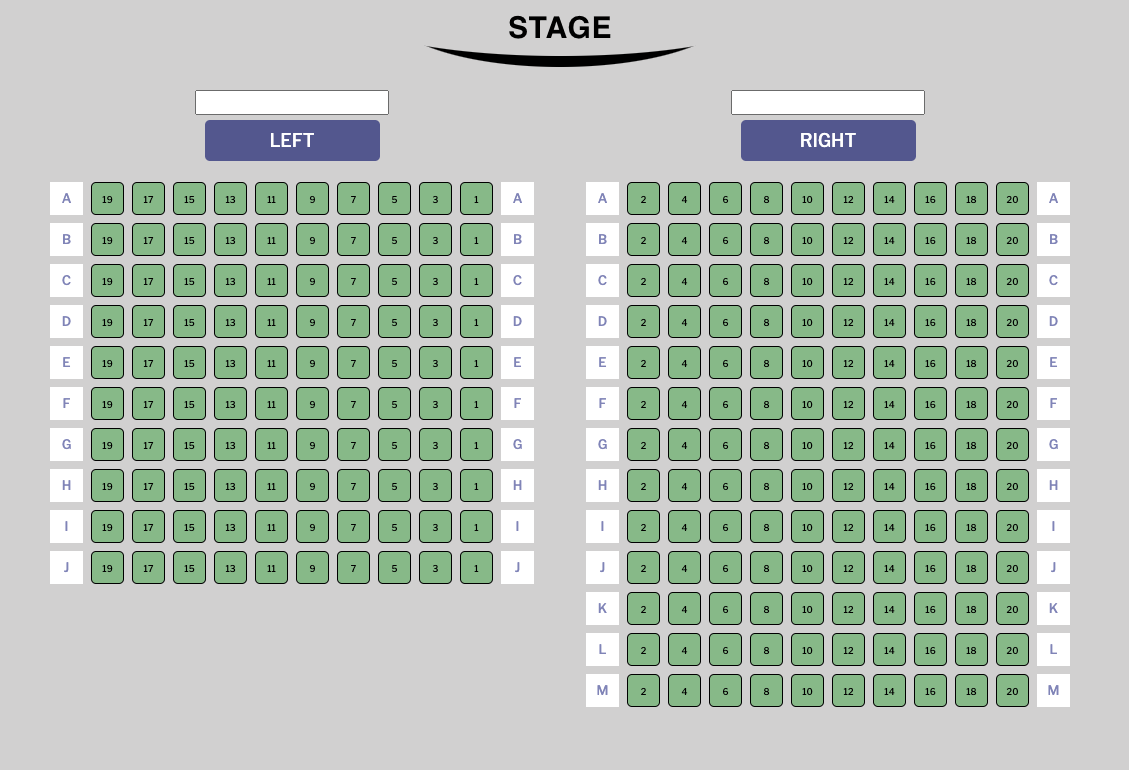 STAGE
LEFT RIGHT
A 19 17 15 13 11 9 7 5 3 1 A A 2 4 6 8 10 12 14 16 18 20 A
B 19 17 15 13 11 9 7 5 3 1 B B 2 4 6 8 10 12 14 16 18 20 B
C 19 17 15 13 11 9 7 5 3 1 C C 2 4 6 8 10 12 14 16 18 20 C
D 19 17 15 13 11 9 7 5 3 1 D D 2 4 6 8 10 12 14 16 18 20 D
E 19 17 15 13 11 9 7 5 3 1 E E 2 4 6 8 10 12 14 16 18 20 E
F 19 17 15 13 11 9 7 5 3 1 F F 2 4 6 8 10 12 14 16 18 20 F
G 19 17 15 13 11 9 7 5 3 1 G G 2 4 6 8 10 12 14 16 18 20 G
H 19 17 15 13 11 9 7 5 3 1 H H 2 4 6 8 10 12 14 16 18 20 H
I 19 17 15 13 11 9 7 5 3 1 I I 2 4 6 8 10 12 14 16 18 20 I
J 19 17 15 13 11 9 7 5 3 1 J J 2 4 6 8 10 12 14 16 18 20 J
K 2 4 6 8 10 12 14 16 18 20 K
L 2 4 6 8 10 12 14 16 18 20 L
M 2 4 6 8 10 12 14 16 18 20 M